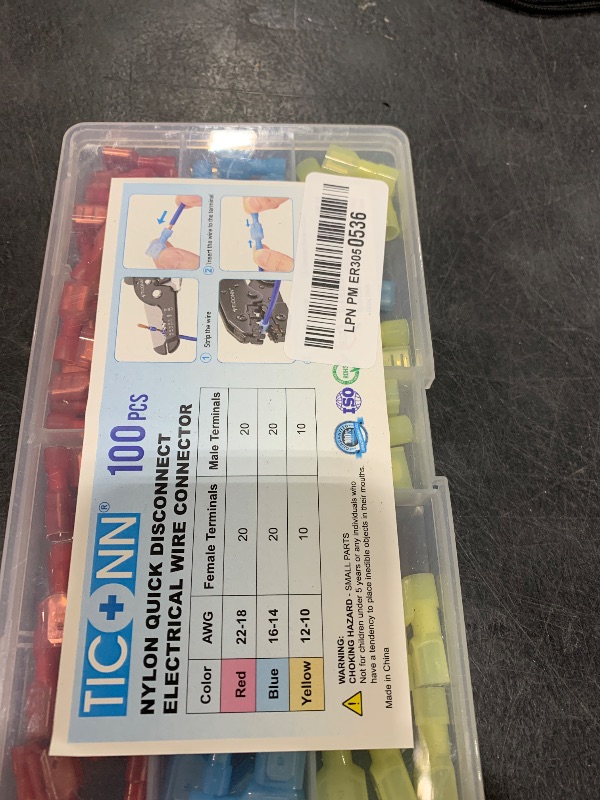 TICONN®
100 PCS
NYLON QUICK DISCONNECT
ELECTRICAL WIRE CONNECTOR
Color AWG Female Terminals Male Terminals
Red 22-18 20 20
Blue 16-14 20 20
Yellow 12-10 10 10
WARNING:
CHOKING HAZARD - SMALL PARTS
Not for children under 5 years or any individuals who
have a tendency to place inedible objects in their mouths.
Made in China
ISO
1 Strip the wire
2 Insert the wire to the terminal
LPN PM ER3050536